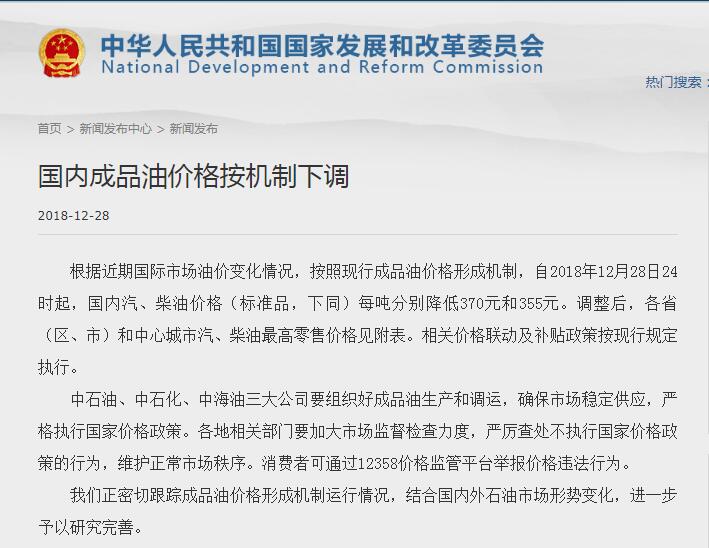 中华人民共和国国家发展和改革委员会
National Development and Reform Commission
热门搜索：
首页 > 新闻发布中心 > 新闻发布
国内成品油价格按机制下调
2018-12-28
根据近期国际市场油价变化情况，按照现行成品油价格形成机制，自2018年12月28日24
时起，国内汽、柴油价格（标准品，下同）每吨分别降低370元和355元。调整后，各省
（区、市）和中心城市汽、柴油最高零售价格见附表。相关价格联动及补贴政策按现行规定
执行。
中石油、中石化、中海油三大公司要组织好成品油生产和调运，确保市场稳定供应，严
格执行国家价格政策。各地相关部门要加大市场监督检查力度，严厉查处不执行国家价格政
策的行为，维护正常市场秩序。消费者可通过12358价格监管平台举报价格违法行为。
我们正密切跟踪成品油价格形成机制运行情况，结合国内外石油市场形势变化，进一步
予以研究完善。